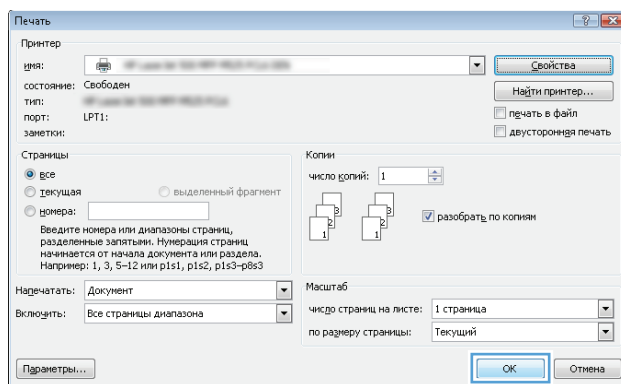 Печать
Принтер
имя:
Свойства
состояние: Свободен
Найти принтер...
тип:
порт: LPT1:
печать в файл
заметки:
двусторонняя печать
Страницы
все
текущая
выделенный фрагмент
номера:
Введите номера или диапазоны страниц,
разделенные запятыми. Нумерация страниц
начинается от начала документа или раздела.
Например: 1, 3, 5–12 или p1s1, p1s2, p1s3–p8s3
Копии
число копий: 1
разобрать по копиям
Напечатать: Документ
Включить: Все страницы диапазона
Масштаб
число страниц на листе: 1 страница
по размеру страницы: Текущий
Параметры...
ОК
Отмена